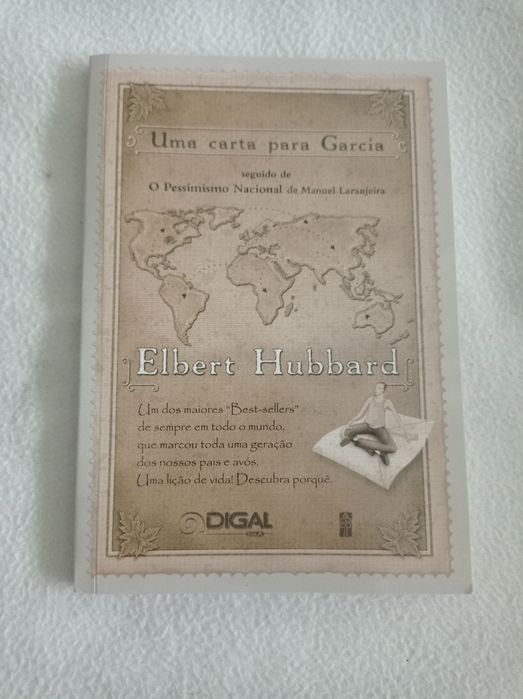 Uma carta para Garcia
seguido de
O Pessimismo Nacional de Manuel Laranjeira
Elbert Hubbard
Um dos maiores "Best-sellers"
de sempre em todo o mundo,
que marcou toda uma geração
dos nossos pais e avós.
Uma lição de vida! Descubra porquê.
DIGAL